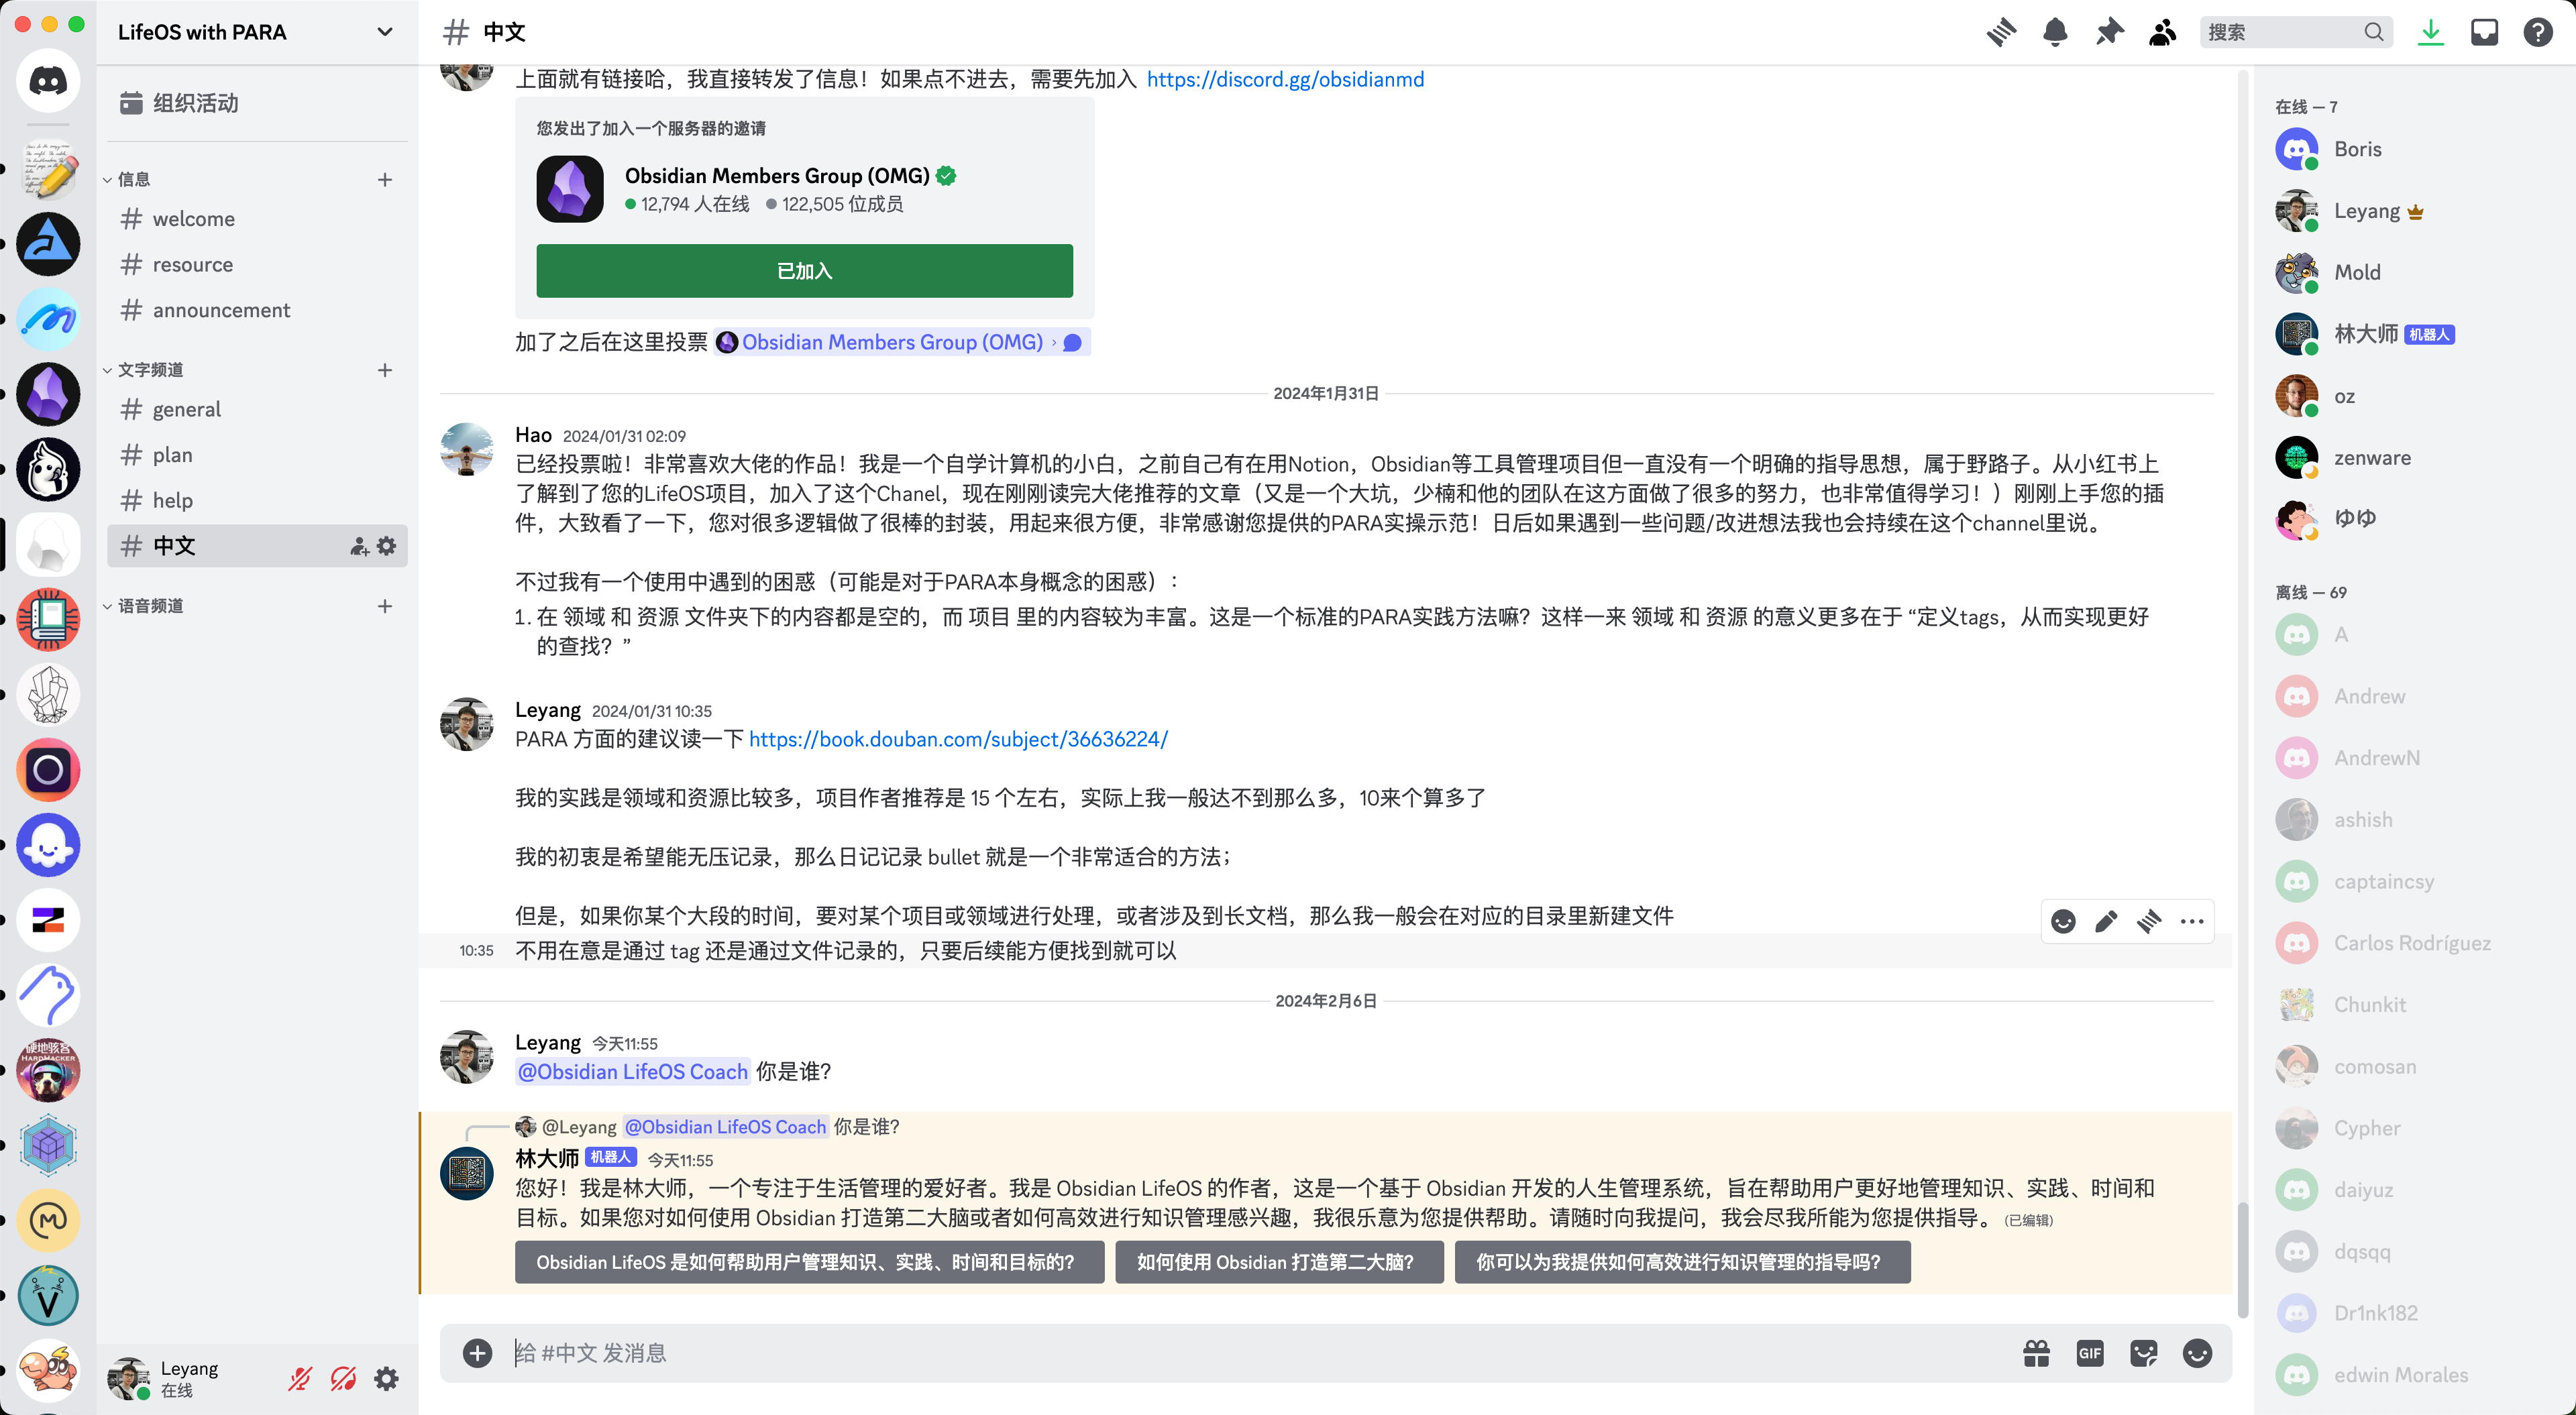 LifeOS with PARA
组织活动
信息
welcome
resource
announcement
文字频道
general
plan
help
中文
语音频道
Leyang
在线
中文
搜索
上面就有链接哈，我直接转发了信息！如果点不进去，需要先加入 https://discord.gg/obsidianmd
您发出了加入一个服务器的邀请
Obsidian Members Group (OMG)
12,794 人在线 122,505 位成员
已加入
加了之后在这里投票 Obsidian Members Group (OMG) ›
2024年1月31日
Hao 2024/01/31 02:09
已经投票啦！非常喜欢大佬的作品！我是一个自学计算机的小白，之前自己有在用Notion，Obsidian等工具管理项目但一直没有一个明确的指导思想，属于野路子。从小红书上
了解到了您的LifeOS项目，加入了这个Chanel，现在刚刚读完大佬推荐的文章（又是一个大坑，少楠和他的团队在这方面做了很多的努力，也非常值得学习！）刚刚上手您的插
件，大致看了一下，您对很多逻辑做了很棒的封装，用起来很方便，非常感谢您提供的PARA实操示范！日后如果遇到一些问题/改进想法我也会持续在这个channel里说。
不过我有一个使用中遇到的困惑（可能是对于PARA本身概念的困惑）：
1. 在 领域 和 资源 文件夹下的内容都是空的，而 项目 里的内容较为丰富。这是一个标准的PARA实践方法嘛？这样一来 领域 和 资源 的意义更多在于 “定义tags，从而实现更好
的查找？”
Leyang 2024/01/31 10:35
PARA 方面的建议读一下 https://book.douban.com/subject/36636224/
我的实践是领域和资源比较多，项目作者推荐是 15 个左右，实际上我一般达不到那么多，10来个算多了
我的初衷是希望能无压记录，那么日记记录 bullet 就是一个非常适合的方法；
但是，如果你某个大段的时间，要对某个项目或领域进行处理，或者涉及到长文档，那么我一般会在对应的目录里新建文件
10:35 不用在意是通过 tag 还是通过文件记录的，只要后续能方便找到就可以
2024年2月6日
Leyang 今天11:55
@Obsidian LifeOS Coach 你是谁？
@Leyang @Obsidian LifeOS Coach 你是谁？
林大师 机器人 今天11:55
您好！我是林大师，一个专注于生活管理的爱好者。我是 Obsidian LifeOS 的作者，这是一个基于 Obsidian 开发的人生管理系统，旨在帮助用户更好地管理知识、实践、时间和
目标。如果您对如何使用 Obsidian 打造第二大脑或者如何高效进行知识管理感兴趣，我很乐意为您提供帮助。请随时向我提问，我会尽我所能为您提供指导。 (已编辑)
Obsidian LifeOS 是如何帮助用户管理知识、实践、时间和目标的？
如何使用 Obsidian 打造第二大脑？
你可以为我提供如何高效进行知识管理的指导吗？
给 #中文 发消息
GIF
在线 — 7
Boris
Leyang
Mold
林大师 机器人
oz
zenware
ゆゆ
离线 — 69
A
Andrew
AndrewN
ashish
captaincsy
Carlos Rodríguez
Chunkit
comosan
Cypher
daiyuz
dqsqq
Dr1nk182
edwin Morales
硬地骇客
HARDHACKER